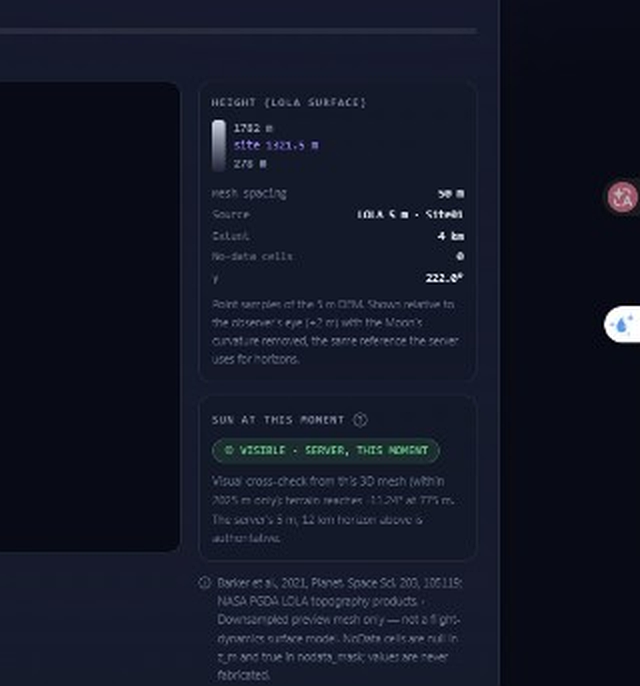 HEIGHT (LOLA SURFACE)
1782 m
site 1321.5 m
278 m
Mesh spacing 50 m
Source LOLA 5 m · Site01
Extent 4 km
No-data cells 0
γ 222.0°
Point samples of the 5 m DEM. Shown relative to
the observer's eye (+2 m) with the Moon's
curvature removed, the same reference the server
uses for horizons.
SUN AT THIS MOMENT
VISIBLE · SERVER, THIS MOMENT
Visual cross-check from this 3D mesh (within
2025 m only): terrain reaches -11.24° at 775 m.
The server's 5 m, 12 km horizon above is
authoritative.
Barker et al., 2021, Planet. Space Sci. 203, 105119;
NASA PGDA LOLA topography products. ·
Downsampled preview mesh only — not a flight-
dynamics surface model. NoData cells are null in
z_m and true in nodata_mask; values are never
fabricated.